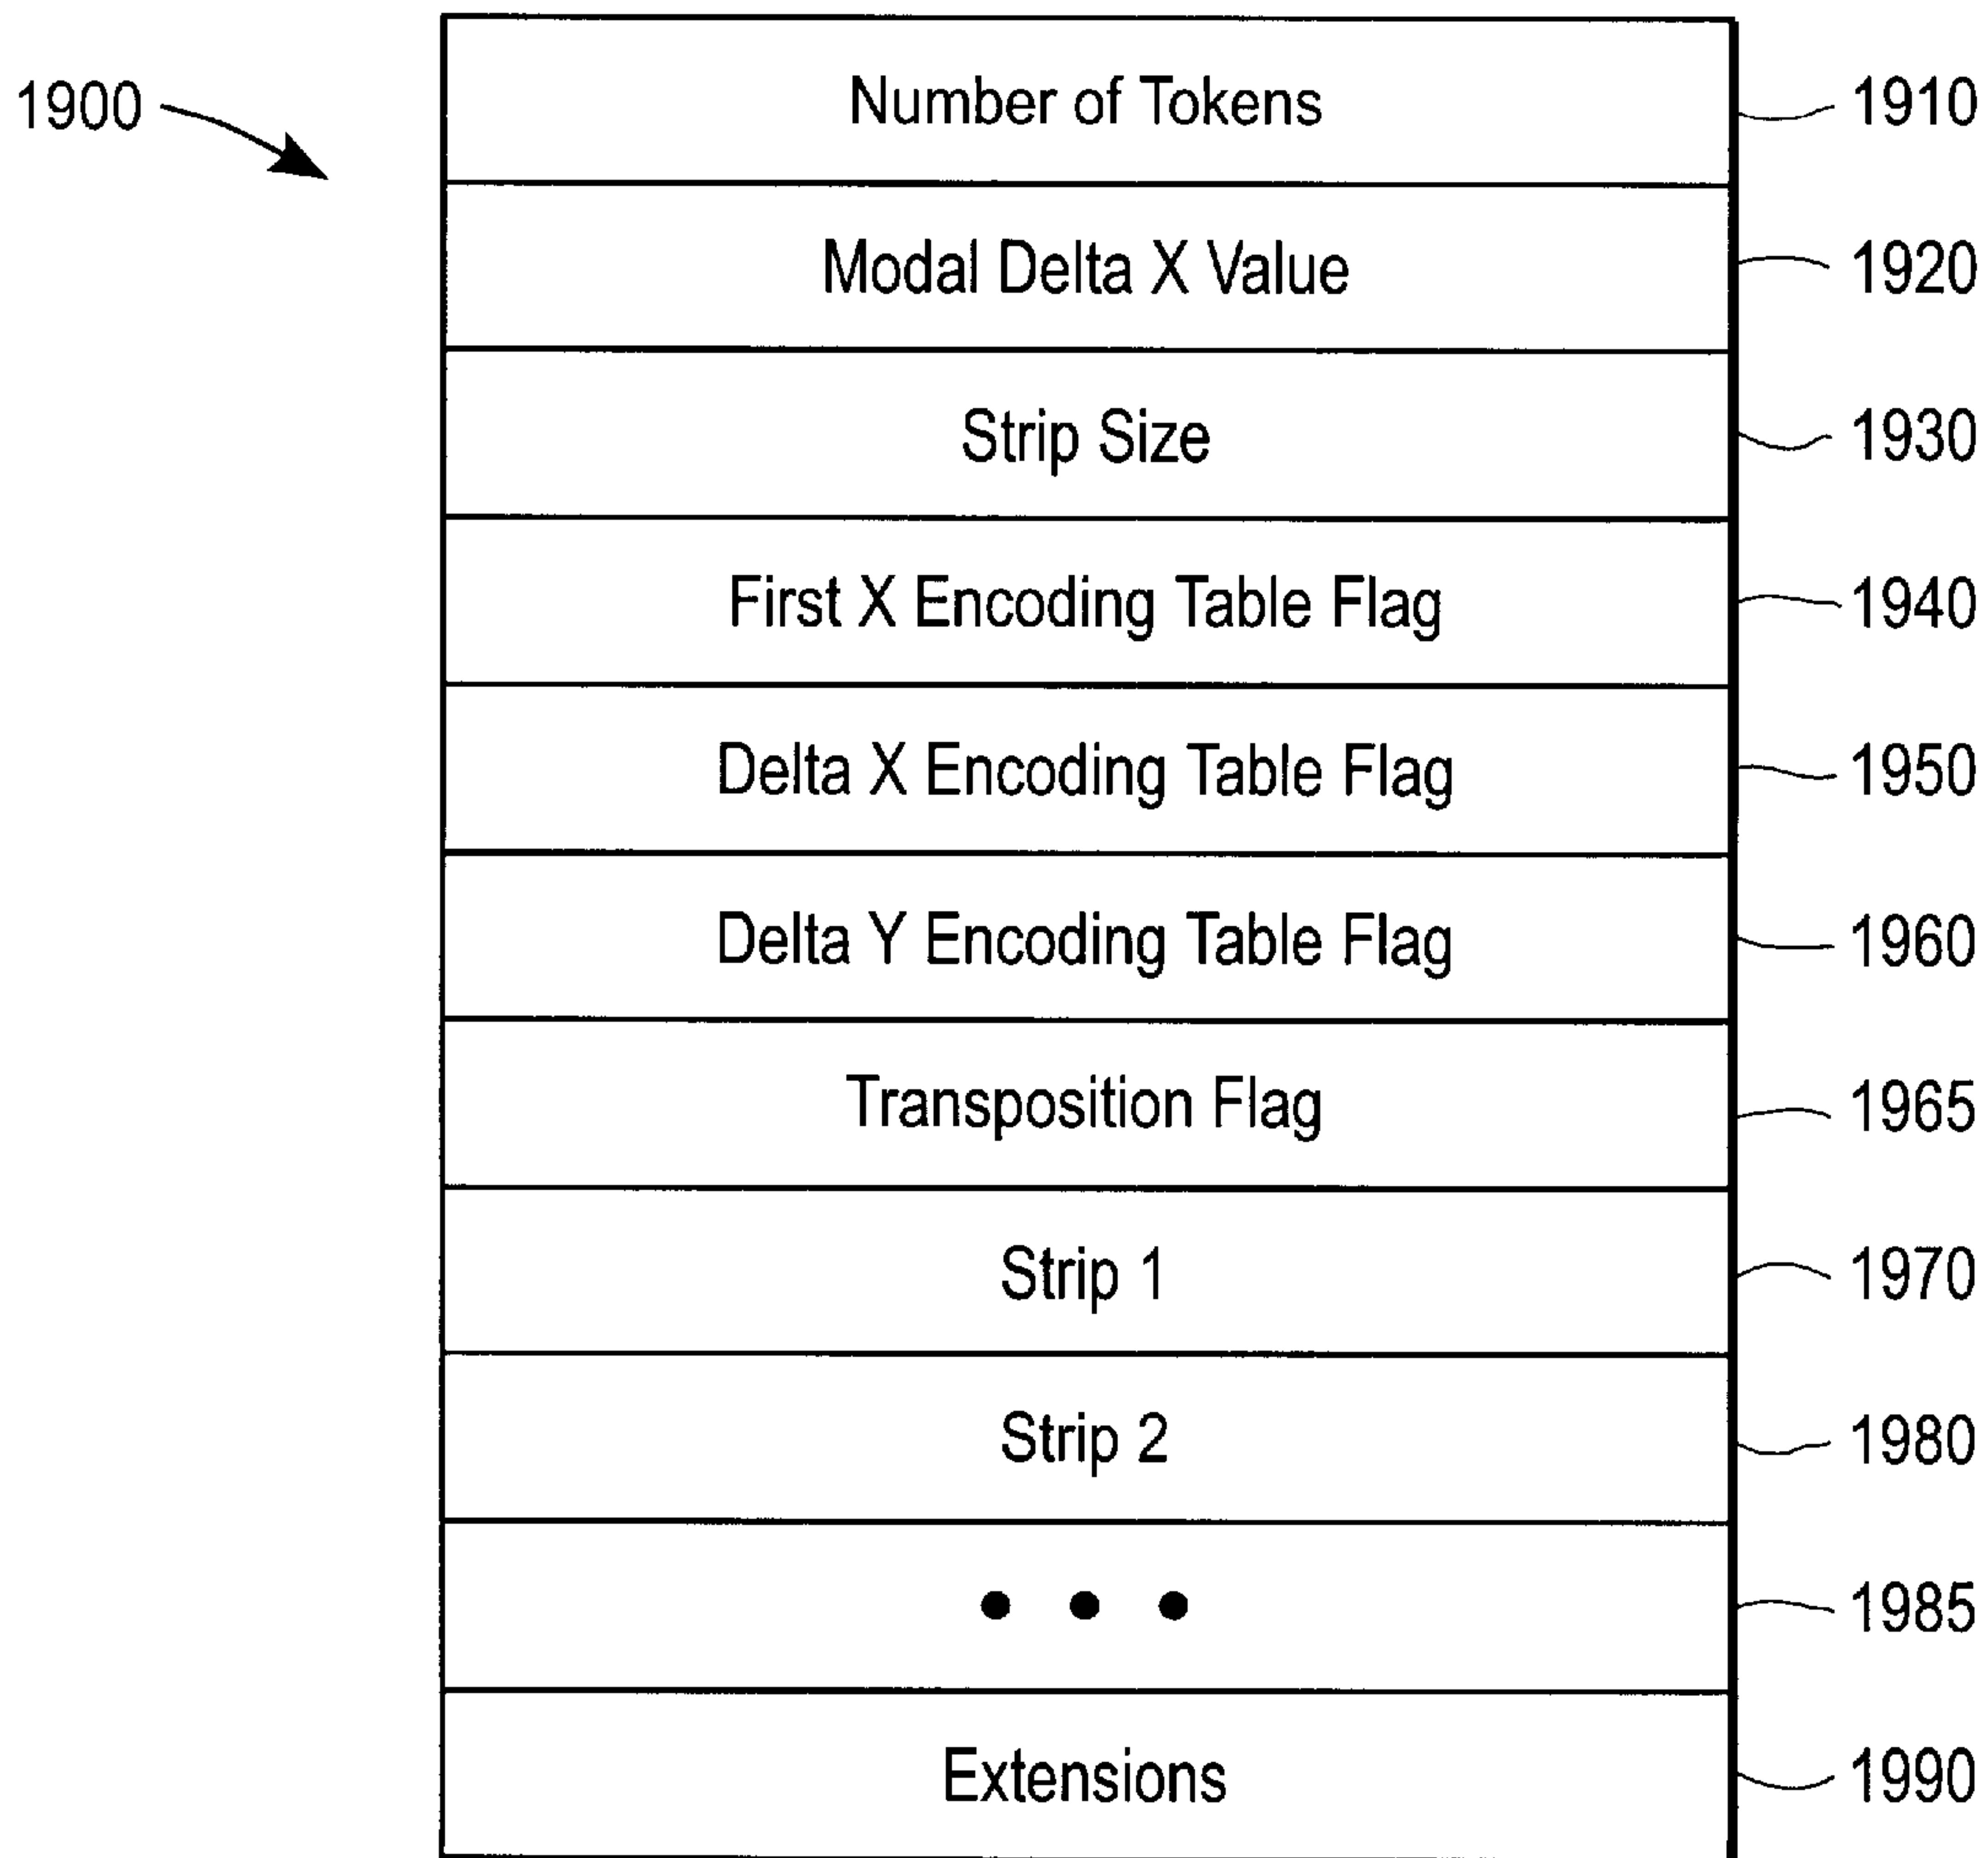 1900
Number of Tokens 1910
Modal Delta X Value 1920
Strip Size 1930
First X Encoding Table Flag 1940
Delta X Encoding Table Flag 1950
Delta Y Encoding Table Flag 1960
Transposition Flag 1965
Strip 1 1970
Strip 2 1980
• • • 1985
Extensions 1990